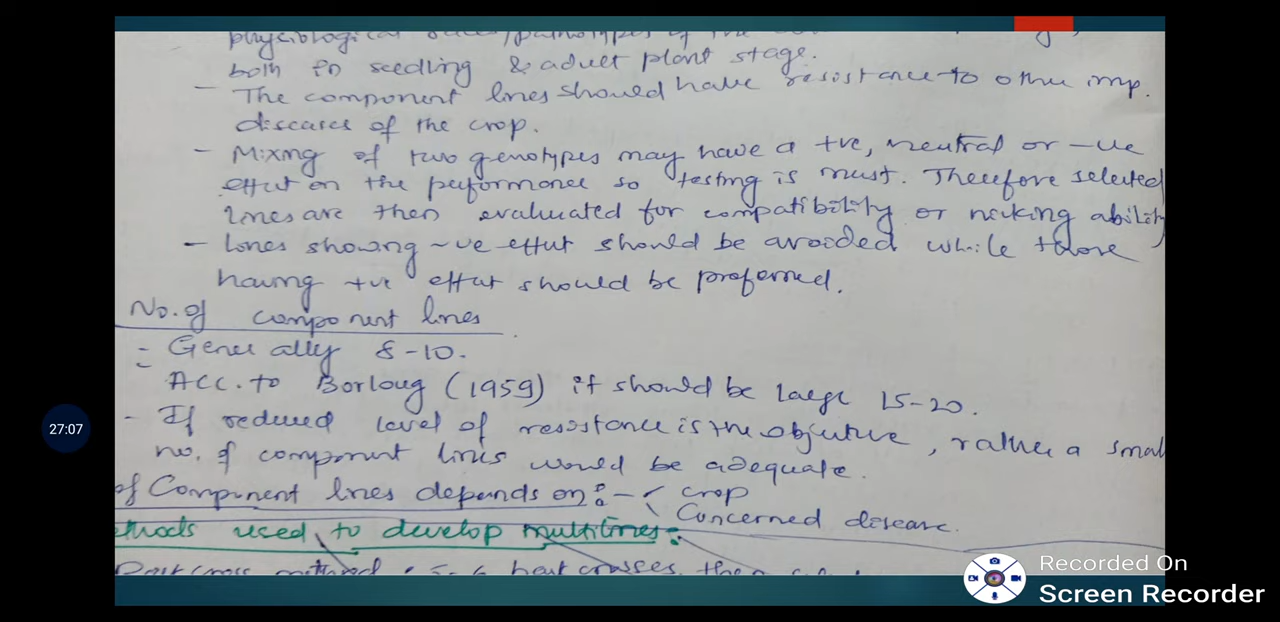 physiological
both in seedling & adult plant stage.
- The component lines should have resistance to other imp.
diseases of the crop.
- Mixing of two genotypes may have a +ve, neutral or -ve
effect on the performance so testing is must. Therefore selected
lines are then evaluated for compatibility or nicking ability
- Lines showing -ve effect should be avoided while those
having +ve effect should be preferred.
No. of component lines
- Generally 8-10.
Acc. to Borloug (1959) it should be large 15-20.
- If reduced level of resistance is the objective, rather a small
no. of component lines would be adequate.
of Component lines depends on :- crop
Concerned disease.
ethods used to develop multilines :-
27:07
Recorded On
Screen Recorder